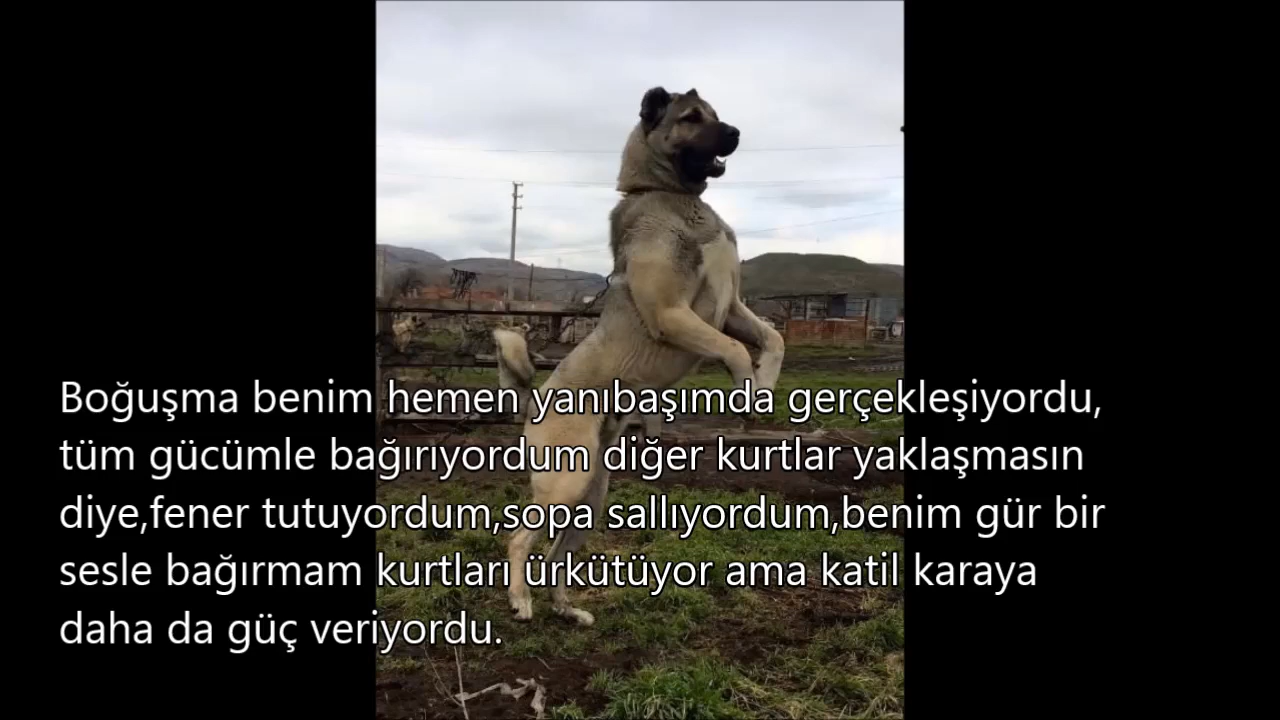 Boğuşma benim hemen yanıbaşımda gerçekleşiyordu,
tüm gücümle bağırıyordum diğer kurtlar yaklaşmasın
diye,fener tutuyordum,sopa sallıyordum,benim gür bir
sesle bağırmam kurtları ürkütüyor ama katil karaya
daha da güç veriyordu.